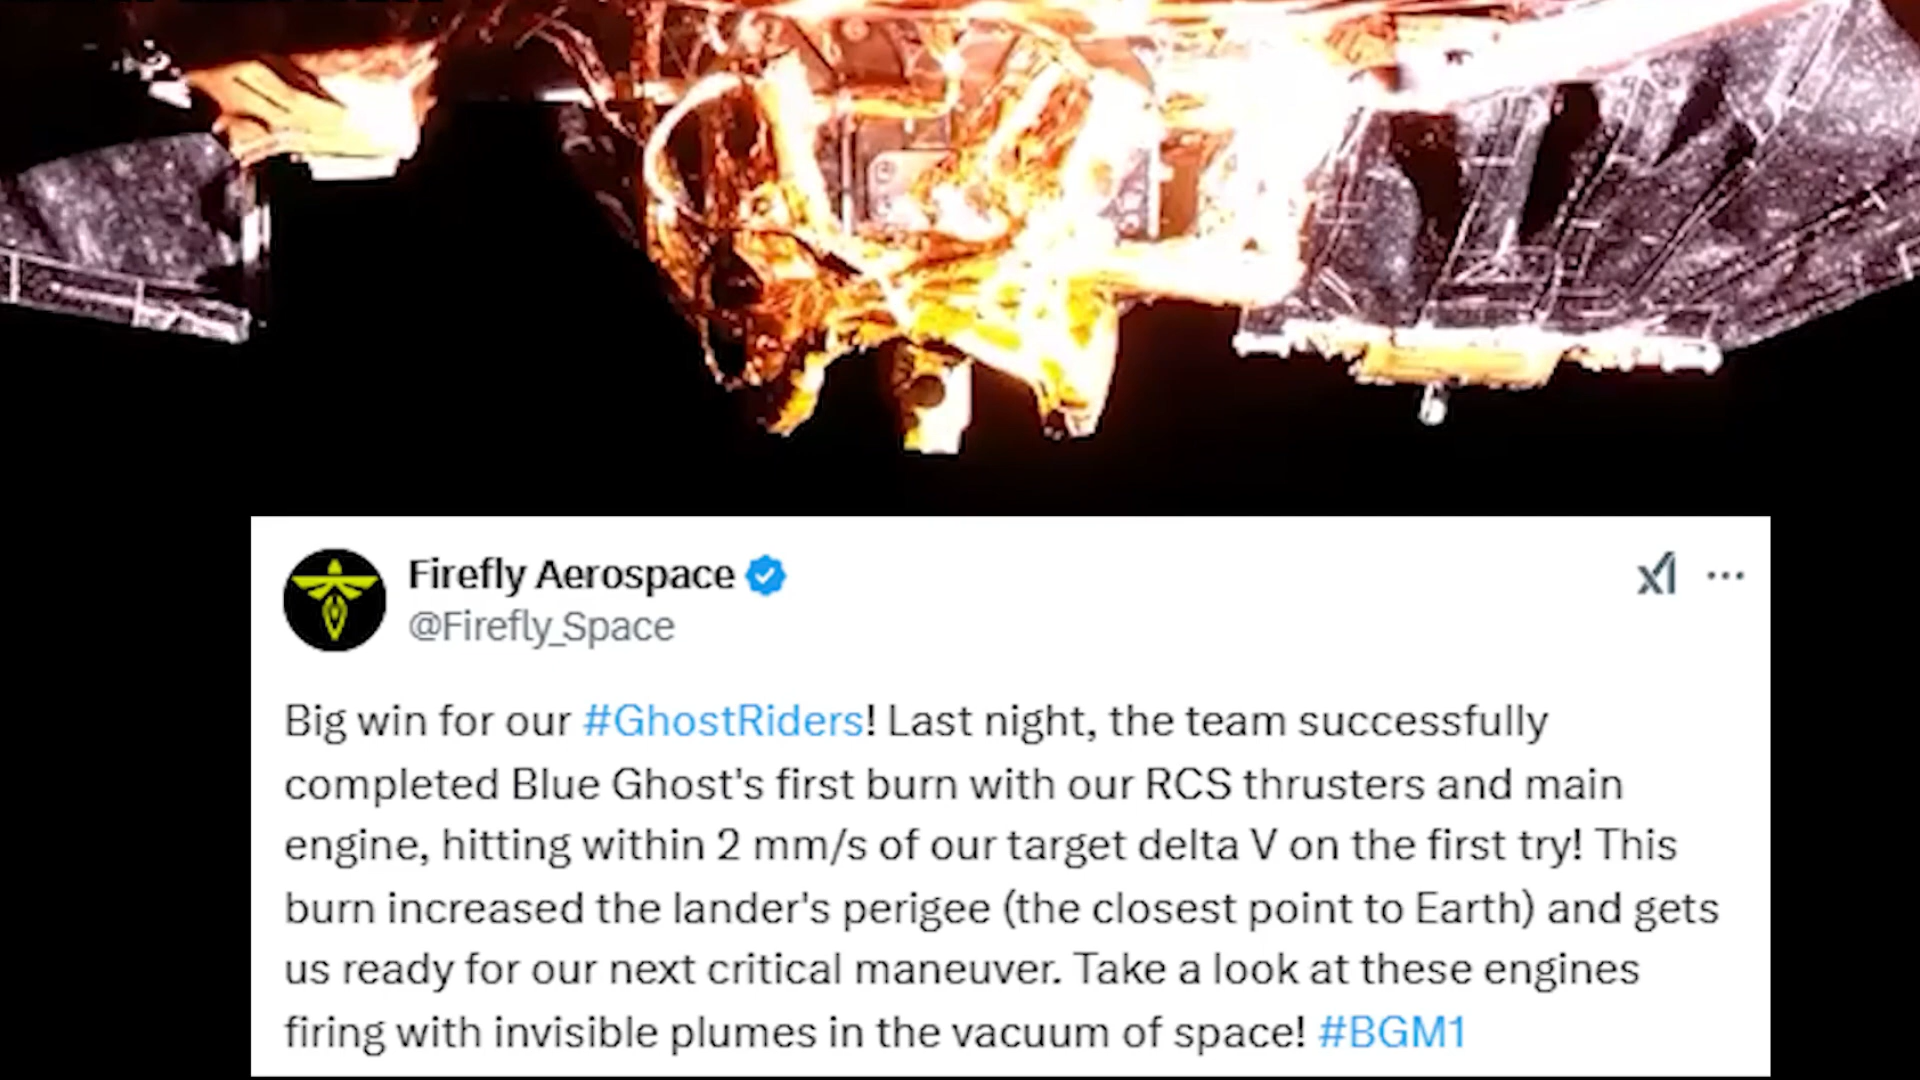 Firefly Aerospace
@Firefly_Space
Big win for our #GhostRiders! Last night, the team successfully
completed Blue Ghost's first burn with our RCS thrusters and main
engine, hitting within 2 mm/s of our target delta V on the first try! This
burn increased the lander's perigee (the closest point to Earth) and gets
us ready for our next critical maneuver. Take a look at these engines
firing with invisible plumes in the vacuum of space! #BGM1